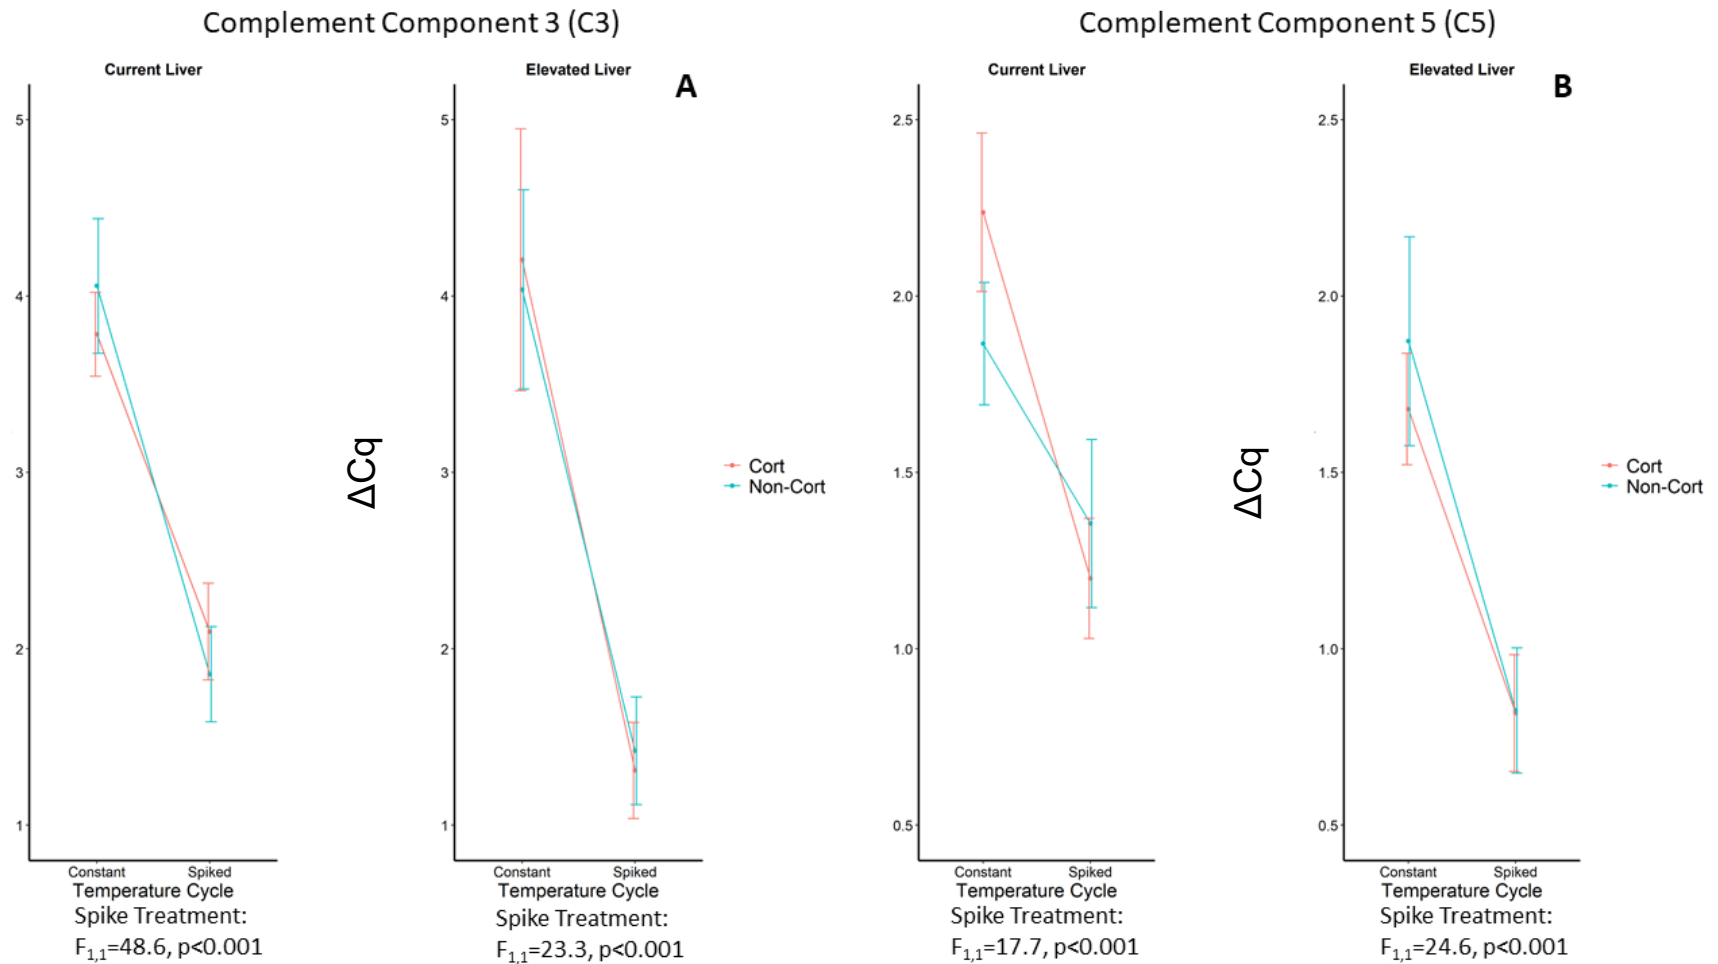 Complement Component 3 (C3)
Complement Component 5 (C5)
Current Liver
Elevated Liver
A
5
4
3
2
1
ΔCq
5
4
3
2
1
Cort
Non-Cort
Constant
Spiked
Temperature Cycle
Spike Treatment:
F1,1=48.6, p<0.001
Constant
Spiked
Temperature Cycle
Spike Treatment:
F1,1=23.3, p<0.001
Current Liver
Elevated Liver
B
2.5
2.0
1.5
1.0
0.5
ΔCq
2.5
2.0
1.5
1.0
0.5
Cort
Non-Cort
Constant
Spiked
Temperature Cycle
Spike Treatment:
F1,1=17.7, p<0.001
Constant
Spiked
Temperature Cycle
Spike Treatment:
F1,1=24.6, p<0.001